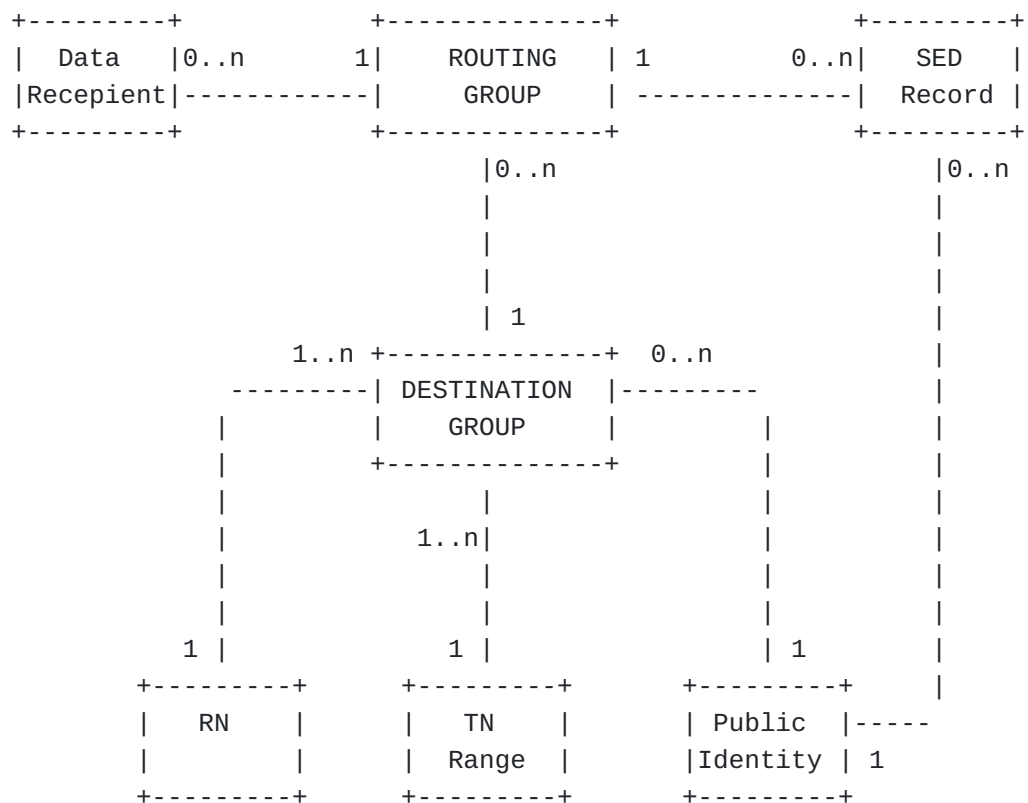 +---------+            +--------------+               +---------+
|  Data   |0..n       1|    ROUTING   | 1         0..n|   SED   |
|Recepient|------------|     GROUP    | --------------|  Record |
+---------+            +--------------+               +---------+
                              |0..n                        |0..n
                              |                            |
                              |                            |
                              |                            |
                              | 1                          |
                  1..n +--------------+  0..n              |
              ---------| DESTINATION  |---------           |
             |         |    GROUP     |         |          |
             |         +--------------+         |          |
             |                |                 |          |
             |            1..n|                 |          |
             |                |                 |          |
             |                |                 |          |
           1 |              1 |                 | 1        |
        +---------+      +---------+       +---------+     |
        |   RN    |      |   TN    |       | Public  |-----
        |         |      |  Range  |       |Identity | 1
        +---------+      +---------+       +---------+